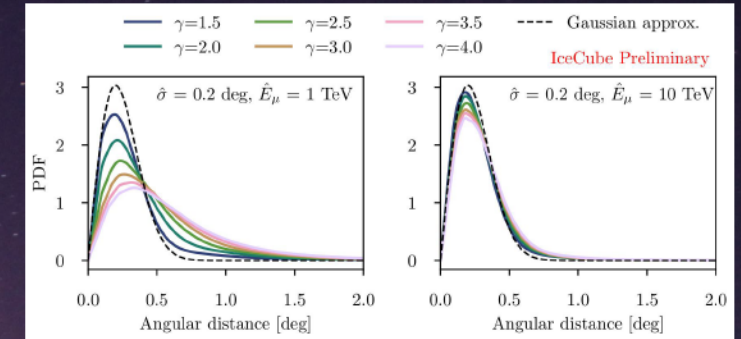 γ=1.5 γ=2.5 γ=3.5 Gaussian approx.
γ=2.0 γ=3.0 γ=4.0
IceCube Preliminary
σ̂ = 0.2 deg, Ê_μ = 1 TeV
σ̂ = 0.2 deg, Ê_μ = 10 TeV
PDF
3
2
1
0
3
2
1
0
0.0 0.5 1.0 1.5 2.0
0.0 0.5 1.0 1.5 2.0
Angular distance [deg]
Angular distance [deg]